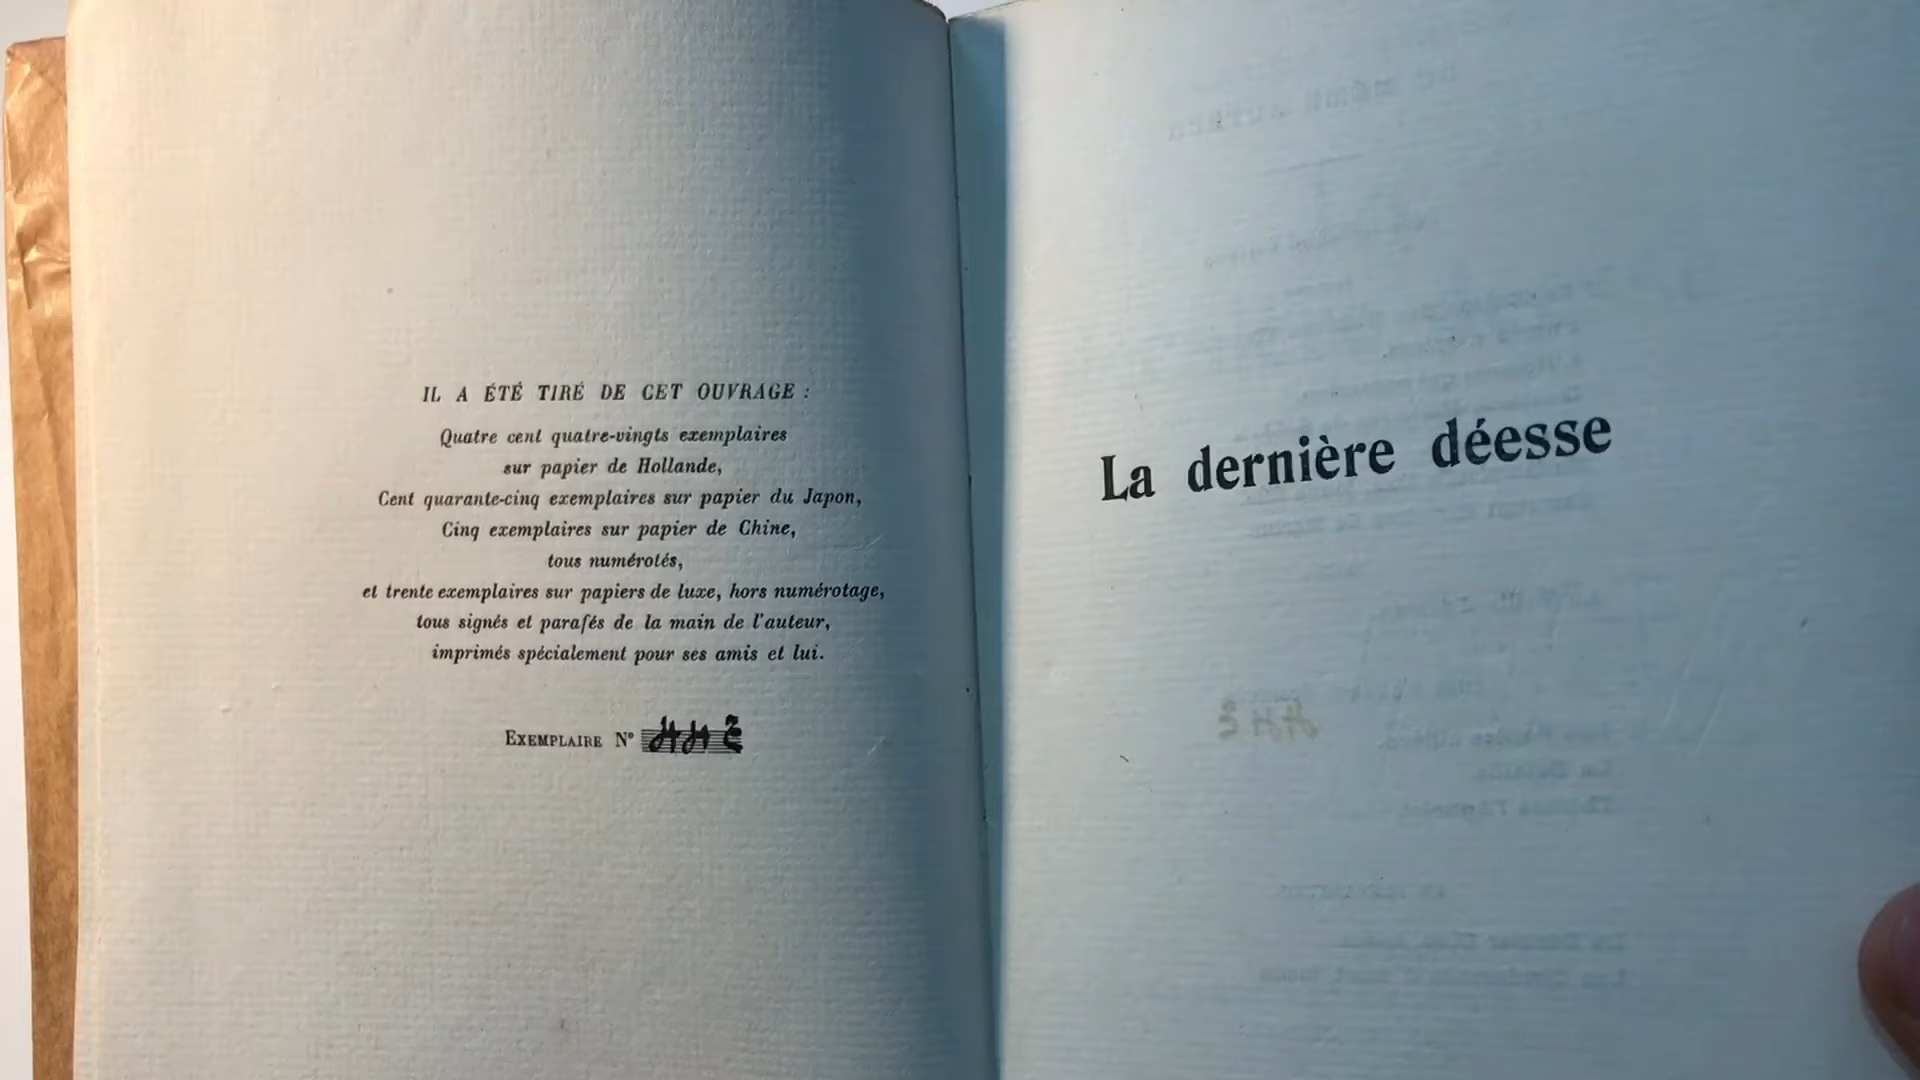 IL A ÉTÉ TIRÉ DE CET OUVRAGE :
Quatre cent quatre-vingts exemplaires
sur papier de Hollande,
Cent quarante-cinq exemplaires sur papier du Japon,
Cinq exemplaires sur papier de Chine,
tous numérotés,
et trente exemplaires sur papiers de luxe, hors numérotage,
tous signés et parafés de la main de l'auteur,
imprimés spécialement pour ses amis et lui.
EXEMPLAIRE N°
La dernière déesse